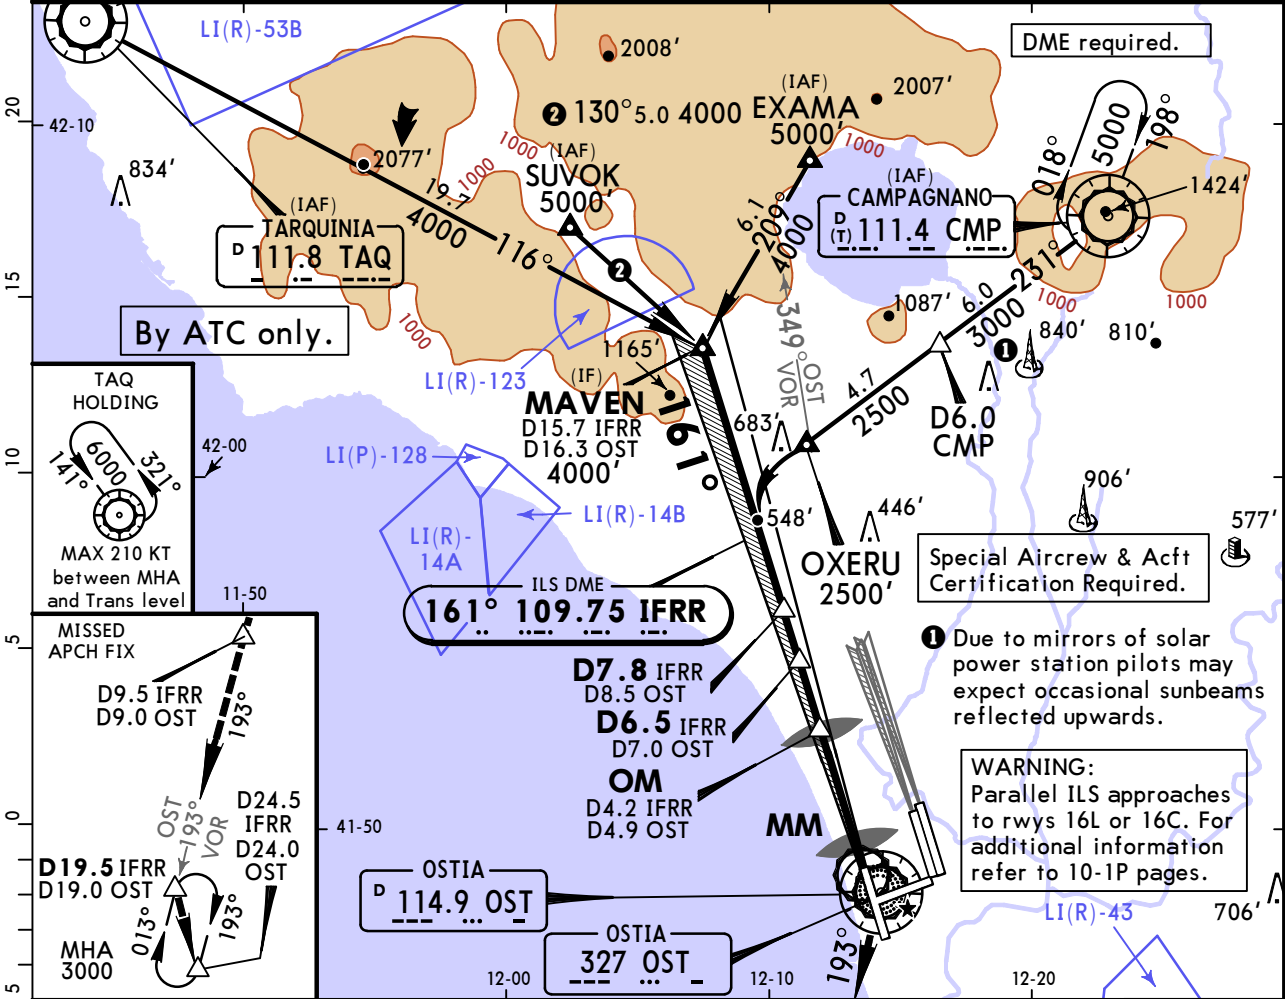 LI(R)-53B
2008'
DME required.
20
42-10
❷ 130° 5.0 4000
(IAF)
EXAMA
5000'
2007'
1000
1000
5000
018°
198°
834'
2077'
1000
(IAF)
SUVOK
5000'
19.7
4000
116°
6.1
209°
4000
(IAF)
CAMPAGNANO
D
(T) 111.4 CMP
1424'
(IAF)
TARQUINIA
D 111.8 TAQ
❷
231°
6.0
3000
1000
1000
15
By ATC only.
1000
LI(R)-123
1165'
349° OST
VOR
1087'
❶
840'
810'
(IF)
MAVEN
D15.7 IFRR
D16.3 OST
4000'
161°
683'
4.7
2500
D6.0
CMP
TAQ
HOLDING
6000
141°
321°
MAX 210 KT
between MHA
and Trans level
42-00
10
LI(P)-128
LI(R)-14B
LI(R)-
14A
548'
446'
906'
577'
OXERU
2500'
Special Aircrew & Acft
Certification Required.
ILS DME
161° 109.75 IFRR
11-50
MISSED
APCH FIX
5
D9.5 IFRR
D9.0 OST
193°
D7.8 IFRR
D8.5 OST
D6.5 IFRR
D7.0 OST
OM
D4.2 IFRR
D4.9 OST
MM
❶ Due to mirrors of solar
power station pilots may
expect occasional sunbeams
reflected upwards.
WARNING:
Parallel ILS approaches
to rwys 16L or 16C. For
additional information
refer to 10-1P pages.
0
41-50
OST
193°
VOR
D24.5
IFRR
D24.0
OST
D19.5 IFRR
D19.0 OST
013°
193°
MHA
3000
OSTIA
D 114.9 OST
OSTIA
327 OST
193°
LI(R)-43
706'
5
12-00
12-10
12-20